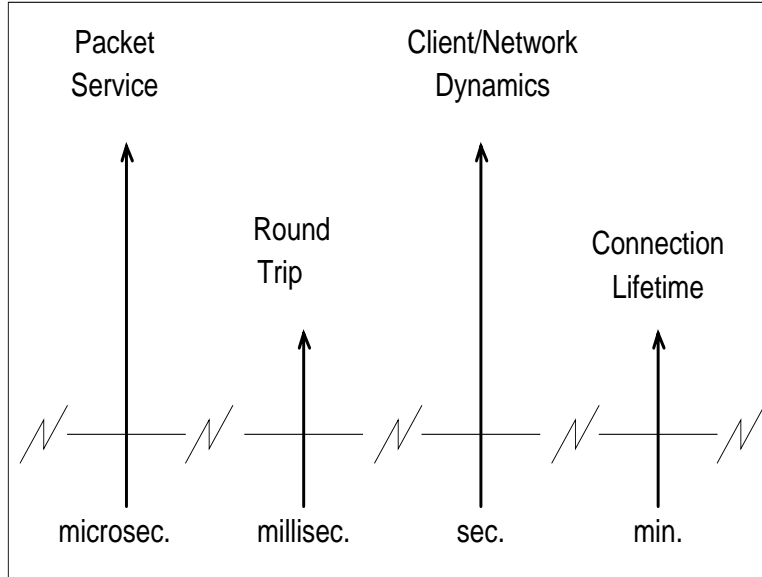 Packet
Service
Client/Network
Dynamics
Round
Trip
Connection
Lifetime
microsec.
millisec.
sec.
min.